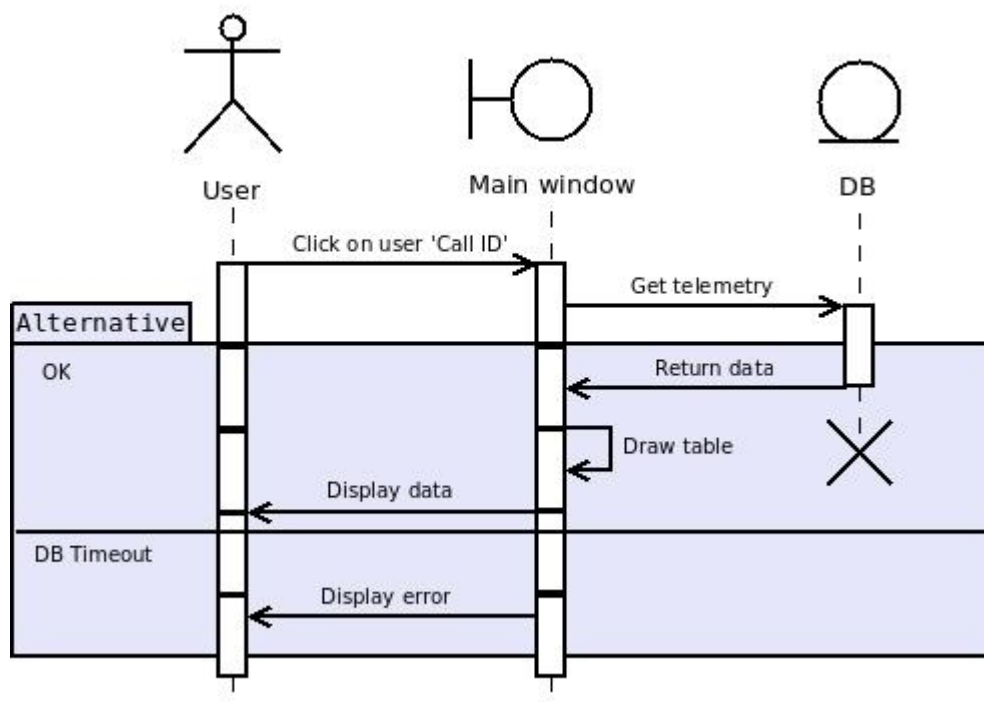 User
Main window
DB
Click on user 'Call ID'
Get telemetry
Alternative
OK
Return data
Draw table
Display data
DB Timeout
Display error